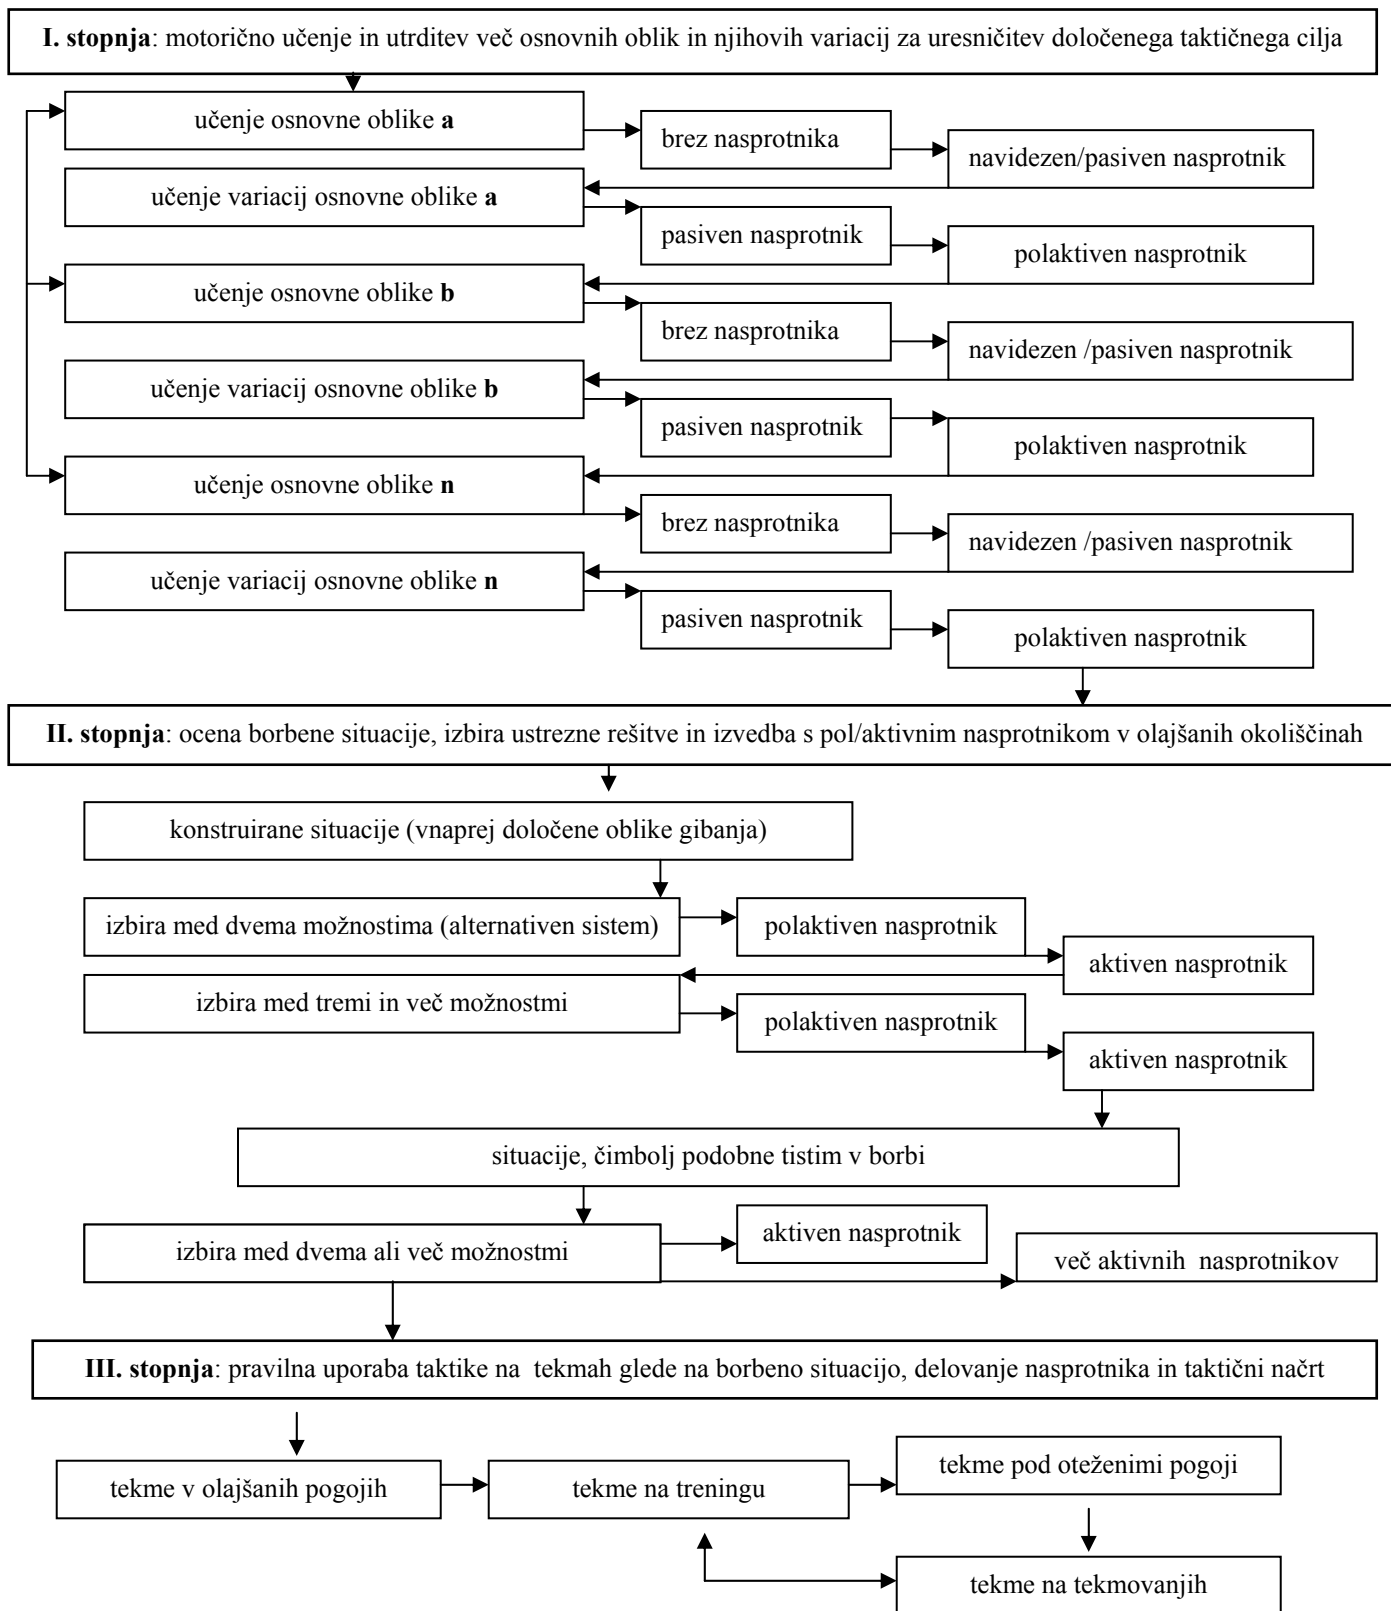 I. stopnja: motorično učenje in utrditev več osnovnih oblik in njihovih variacij za uresničitev določenega taktičnega cilja
učenje osnovne oblike a
brez nasprotnika
navidezen/pasiven nasprotnik
učenje variacij osnovne oblike a
pasiven nasprotnik
polaktiven nasprotnik
učenje osnovne oblike b
brez nasprotnika
navidezen /pasiven nasprotnik
učenje variacij osnovne oblike b
pasiven nasprotnik
polaktiven nasprotnik
učenje osnovne oblike n
brez nasprotnika
navidezen /pasiven nasprotnik
učenje variacij osnovne oblike n
pasiven nasprotnik
polaktiven nasprotnik
II. stopnja: ocena borbene situacije, izbira ustrezne rešitve in izvedba s pol/aktivnim nasprotnikom v olajšanih okoliščinah
konstruirane situacije (vnaprej določene oblike gibanja)
izbira med dvema možnostima (alternativen sistem)
polaktiven nasprotnik
aktiven nasprotnik
izbira med tremi in več možnostmi
polaktiven nasprotnik
aktiven nasprotnik
situacije, čimbolj podobne tistim v borbi
izbira med dvema ali več možnostmi
aktiven nasprotnik
več aktivnih  nasprotnikov
III. stopnja: pravilna uporaba taktike na  tekmah glede na borbeno situacijo, delovanje nasprotnika in taktični načrt
tekme v olajšanih pogojih
tekme na treningu
tekme pod oteženimi pogoji
tekme na tekmovanjih